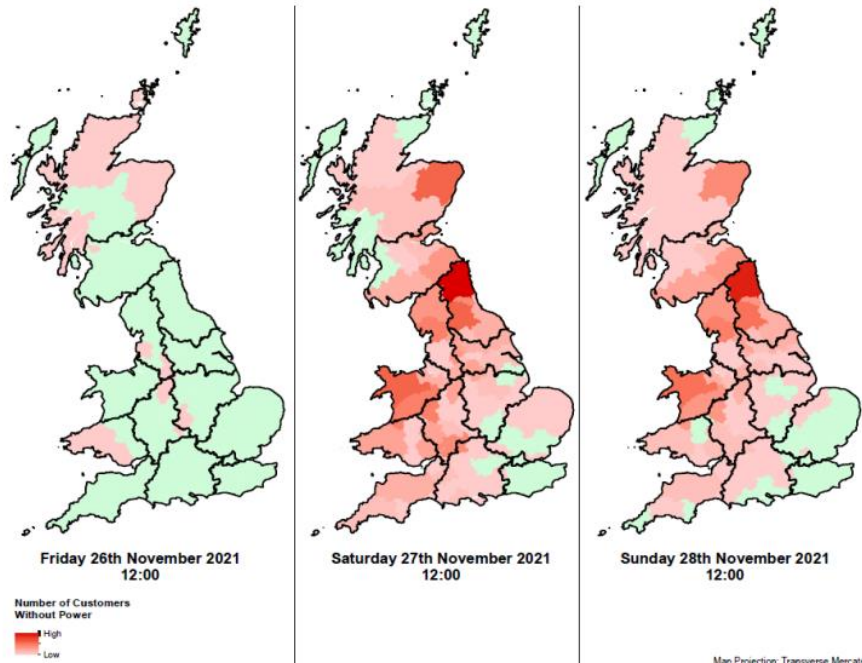 Friday 26th November 2021
12:00
Saturday 27th November 2021
12:00
Sunday 28th November 2021
12:00
Number of Customers
Without Power
High
Low
Map Projection: Transverse Mercato